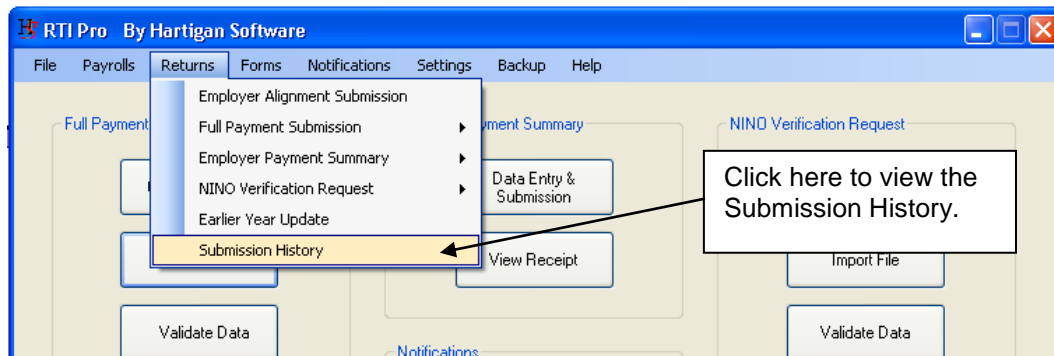 RTI Pro By Hartigan Software
File Payrolls Returns Forms Notifications Settings Backup Help
Employer Alignment Submission
Full Payment Submission
Employer Payment Summary
NINO Verification Request
Earlier Year Update
Submission History
Full Payment
yment Summary
NINO Verification Request
Data Entry &
Submission
View Receipt
Click here to view the
Submission History.
Import File
Validate Data
Notifications
Validate Data